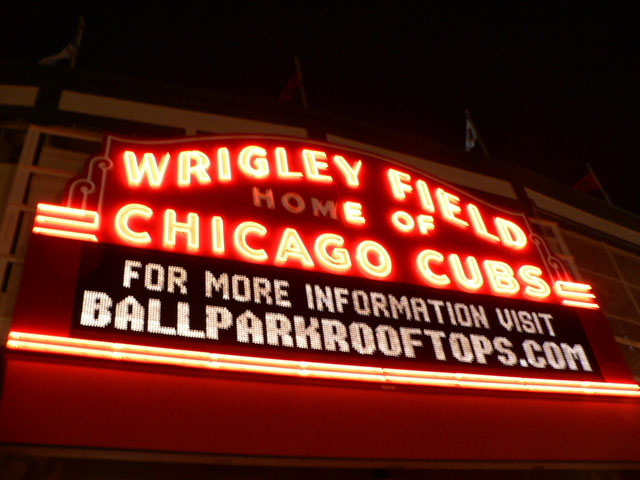 WRIGLEY FIELD
HOME OF
CHICAGO CUBS
FOR MORE INFORMATION VISIT
BALLPARKROOFTOPS.COM